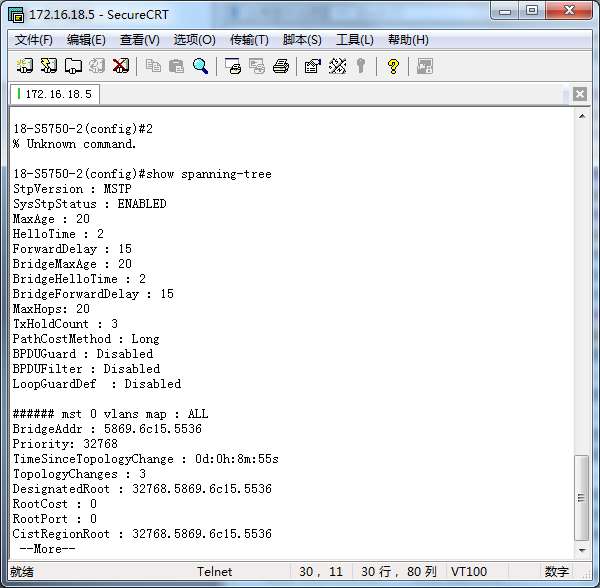 172.16.18.5 - SecureCRT
文件(F) 编辑(E) 查看(V) 选项(O) 传输(T) 脚本(S) 工具(L) 帮助(H)
172.16.18.5
18-S5750-2(config)#2
% Unknown command.
18-S5750-2(config)#show spanning-tree
StpVersion : MSTP
SysStpStatus : ENABLED
MaxAge : 20
HelloTime : 2
ForwardDelay : 15
BridgeMaxAge : 20
BridgeHelloTime : 2
BridgeForwardDelay : 15
MaxHops: 20
TxHoldCount : 3
PathCostMethod : Long
BPDUGuard : Disabled
BPDUFilter : Disabled
LoopGuardDef  : Disabled
###### mst 0 vlans map : ALL
BridgeAddr : 5869.6c15.5536
Priority: 32768
TimeSinceTopologyChange : 0d:0h:8m:55s
TopologyChanges : 3
DesignatedRoot : 32768.5869.6c15.5536
RootCost : 0
RootPort : 0
CistRegionRoot : 32768.5869.6c15.5536
--More--
就绪 Telnet 30, 11 30 行, 80 列 VT100 数字